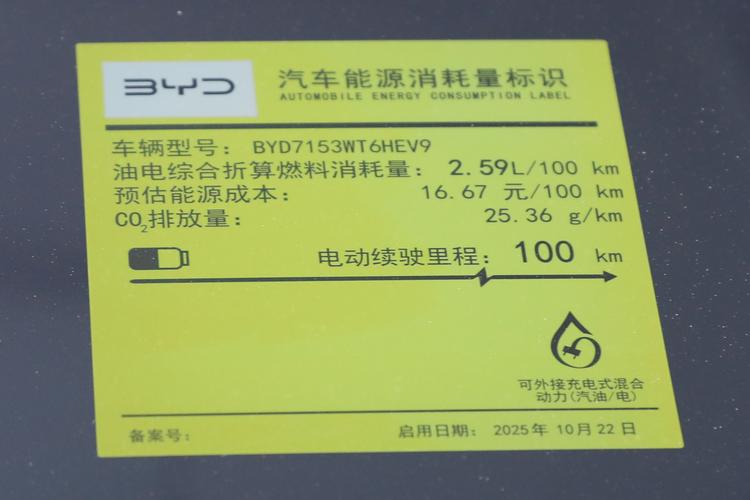 BYD
汽车能源消耗量标识
AUTOMOBILE ENERGY CONSUMPTION LABEL
车辆型号: BYD7153WT6HEV9
油电综合折算燃料消耗量: 2.59L/100 km
预估能源成本: 16.67 元/100 km
CO₂排放量: 25.36 g/km
电动续驶里程: 100 km
可外接充电式混合
动力(汽油/电)
备案号: 启用日期: 2025年 10月 22 日